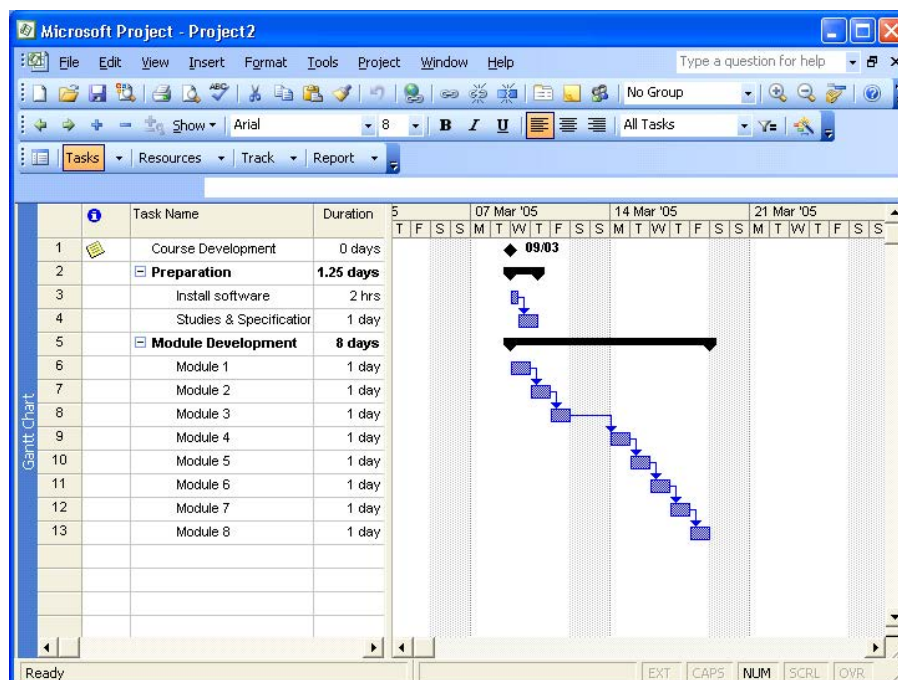 Microsoft Project - Project2
File Edit View Insert Format Tools Project Window Help Type a question for help
ABC No Group
Show Arial 8 B I U All Tasks Y=
Tasks Resources Track Report
Task Name Duration 5 07 Mar '05 14 Mar '05 21 Mar '05
T F S S M T W T F S S M T W T F S S M T W T F S S
1 Course Development 0 days 09/03
2 Preparation 1.25 days
3 Install software 2 hrs
4 Studies & Specification 1 day
5 Module Development 8 days
6 Module 1 1 day
7 Module 2 1 day
8 Module 3 1 day
9 Module 4 1 day
10 Module 5 1 day
11 Module 6 1 day
12 Module 7 1 day
13 Module 8 1 day
Gantt Chart
Ready EXT CAPS NUM SCRL OVR